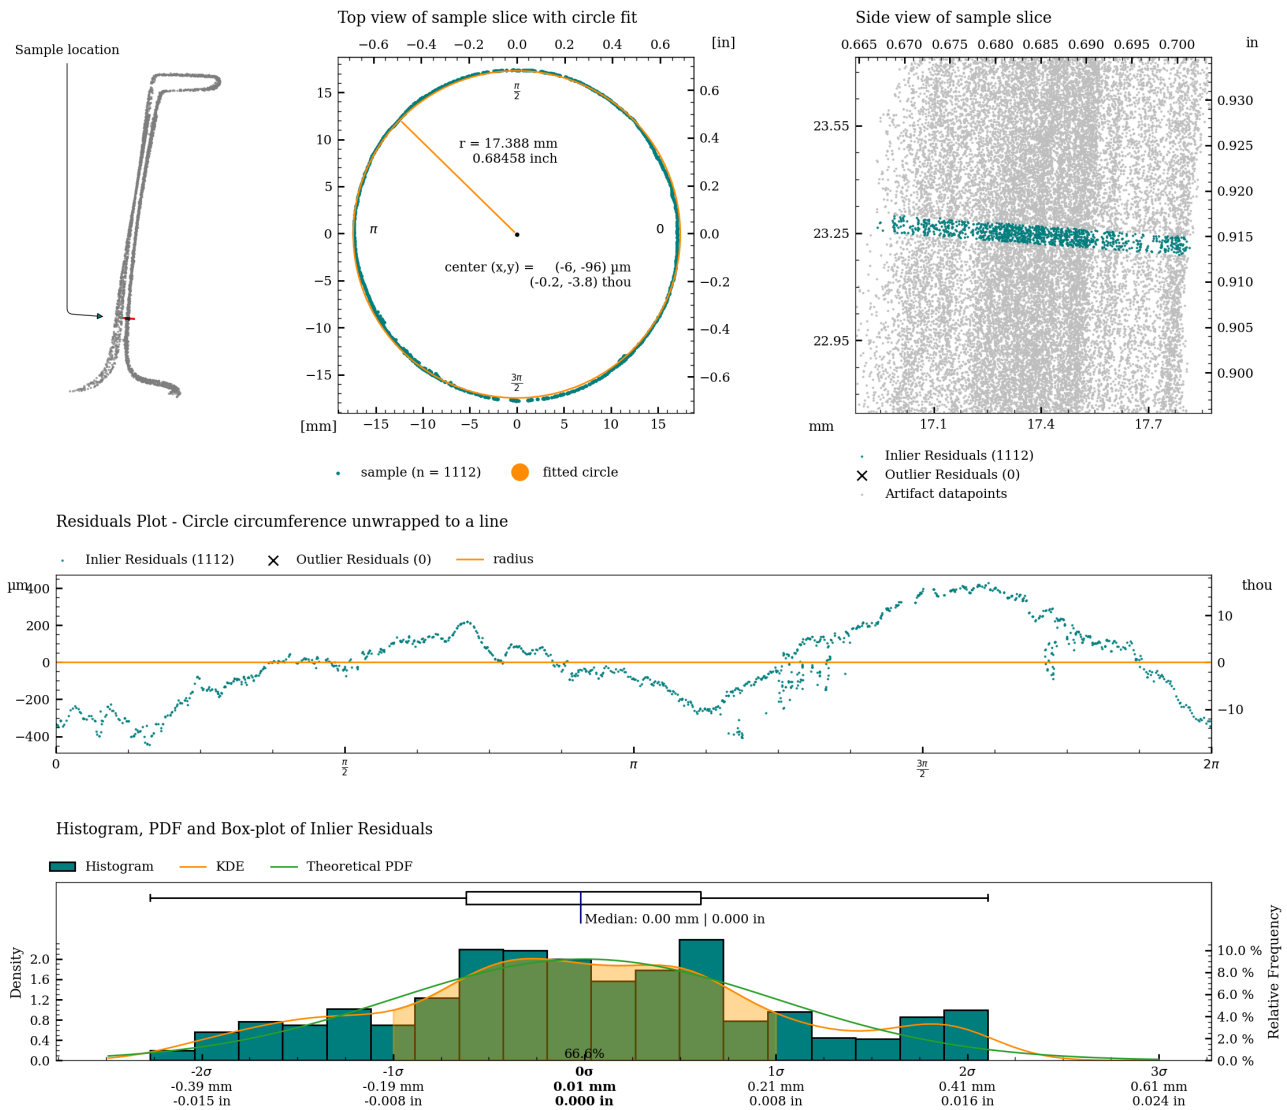 Top view of sample slice with circle fit
Side view of sample slice
Sample location
−0.6 −0.4 −0.2 0.0 0.2 0.4 0.6 [in]
0.665 0.670 0.675 0.680 0.685 0.690 0.695 0.700 in
15 10 5 0 −5 −10 −15
0.6 0.4 0.2 0.0 −0.2 −0.4 −0.6
π/2
r = 17.388 mm
0.68458 inch
π 0
center (x,y) = (-6, -96) µm
(-0.2, -3.8) thou
3π/2
[mm] −15 −10 −5 0 5 10 15
23.55 23.25 22.95
0.930 0.925 0.920 0.915 0.910 0.905 0.900
mm 17.1 17.4 17.7
sample (n = 1112) fitted circle
Inlier Residuals (1112)
Outlier Residuals (0)
Artifact datapoints
Residuals Plot - Circle circumference unwrapped to a line
Inlier Residuals (1112) Outlier Residuals (0) radius
µm thou
400 200 0 −200 −400
10 0 −10
0 π/2 π 3π/2 2π
Histogram, PDF and Box-plot of Inlier Residuals
Histogram KDE Theoretical PDF
Median: 0.00 mm | 0.000 in
Density
2.0 1.6 1.2 0.8 0.4 0.0
10.0 % 8.0 % 6.0 % 4.0 % 2.0 % 0.0 %
Relative Frequency
66.6%
-2σ -1σ 0σ 1σ 2σ 3σ
-0.39 mm -0.19 mm 0.01 mm 0.21 mm 0.41 mm 0.61 mm
-0.015 in -0.008 in 0.000 in 0.008 in 0.016 in 0.024 in